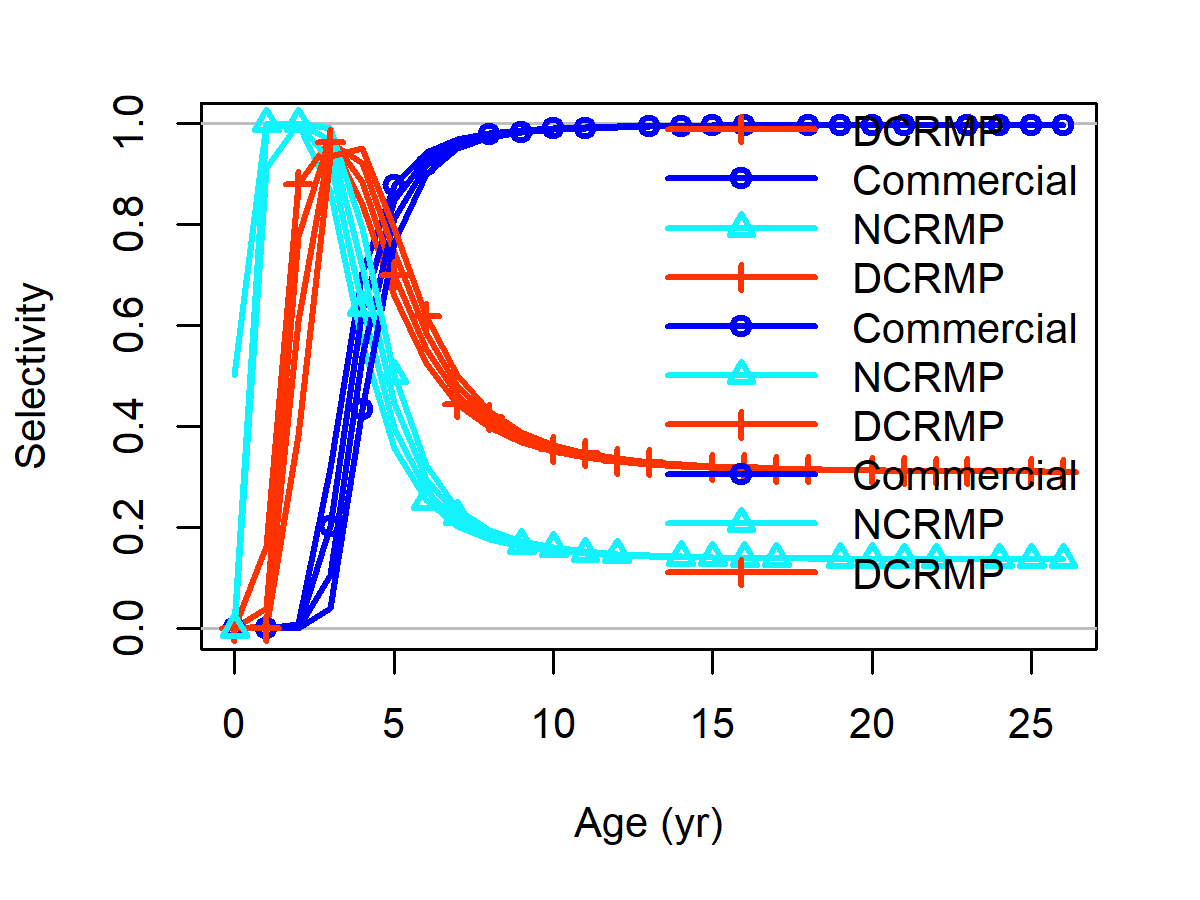 1.0
0.8
0.6
0.4
0.2
0.0
Selectivity
DCRMP
Commercial
NCRMP
DCRMP
Commercial
NCRMP
DCRMP
Commercial
NCRMP
DCRMP
0 5 10 15 20 25
Age (yr)